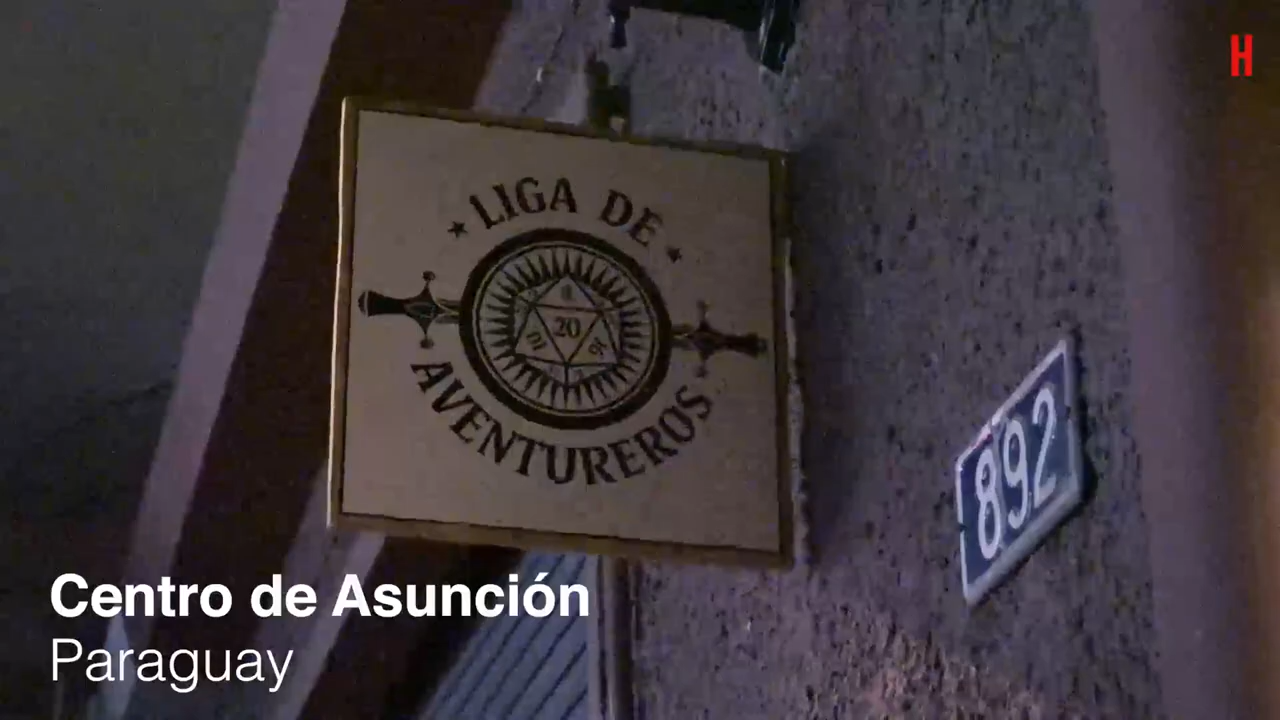 H
LIGA DE
20
AVENTUREROS
892
Centro de Asunción
Paraguay